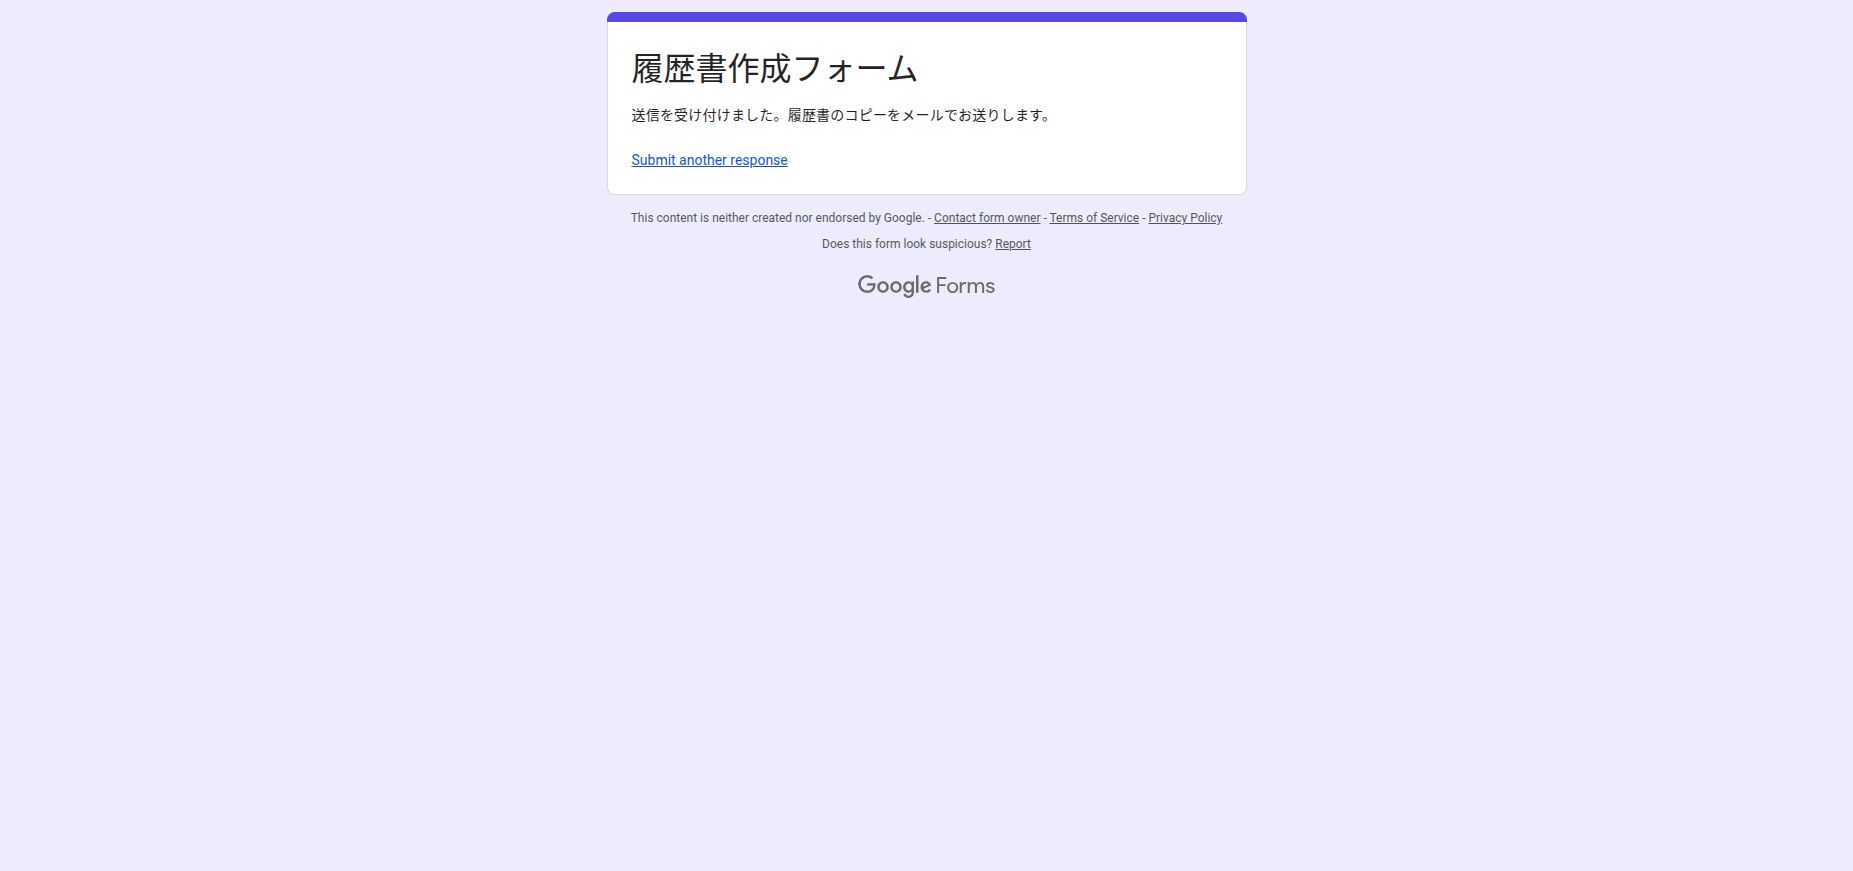 履歴書作成フォーム
送信を受け付けました。履歴書のコピーをメールでお送りします。
Submit another response
This content is neither created nor endorsed by Google. - Contact form owner - Terms of Service - Privacy Policy
Does this form look suspicious? Report
Google Forms